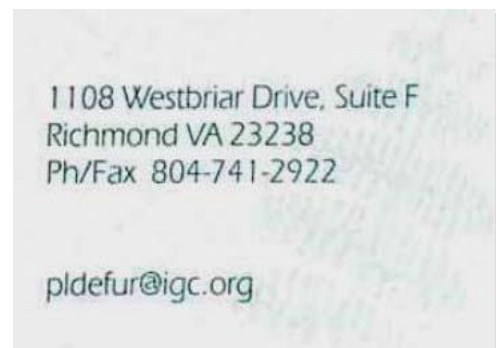 1108 Westbriar Drive, Suite F
Richmond VA 23238
Ph/Fax 804-741-2922
pldefur@igc.org